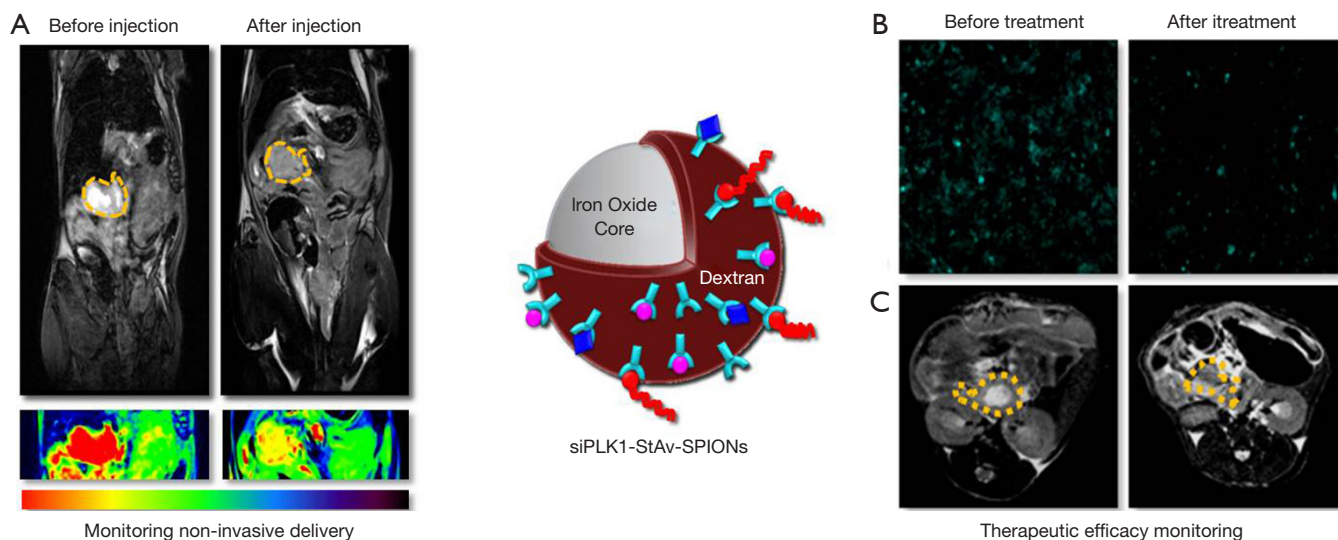 A
Before injection
After injection
Monitoring non-invasive delivery
Iron Oxide
Core
Dextran
siPLK1-StAv-SPIONs
B
Before treatment
After itreatment
C
Therapeutic efficacy monitoring